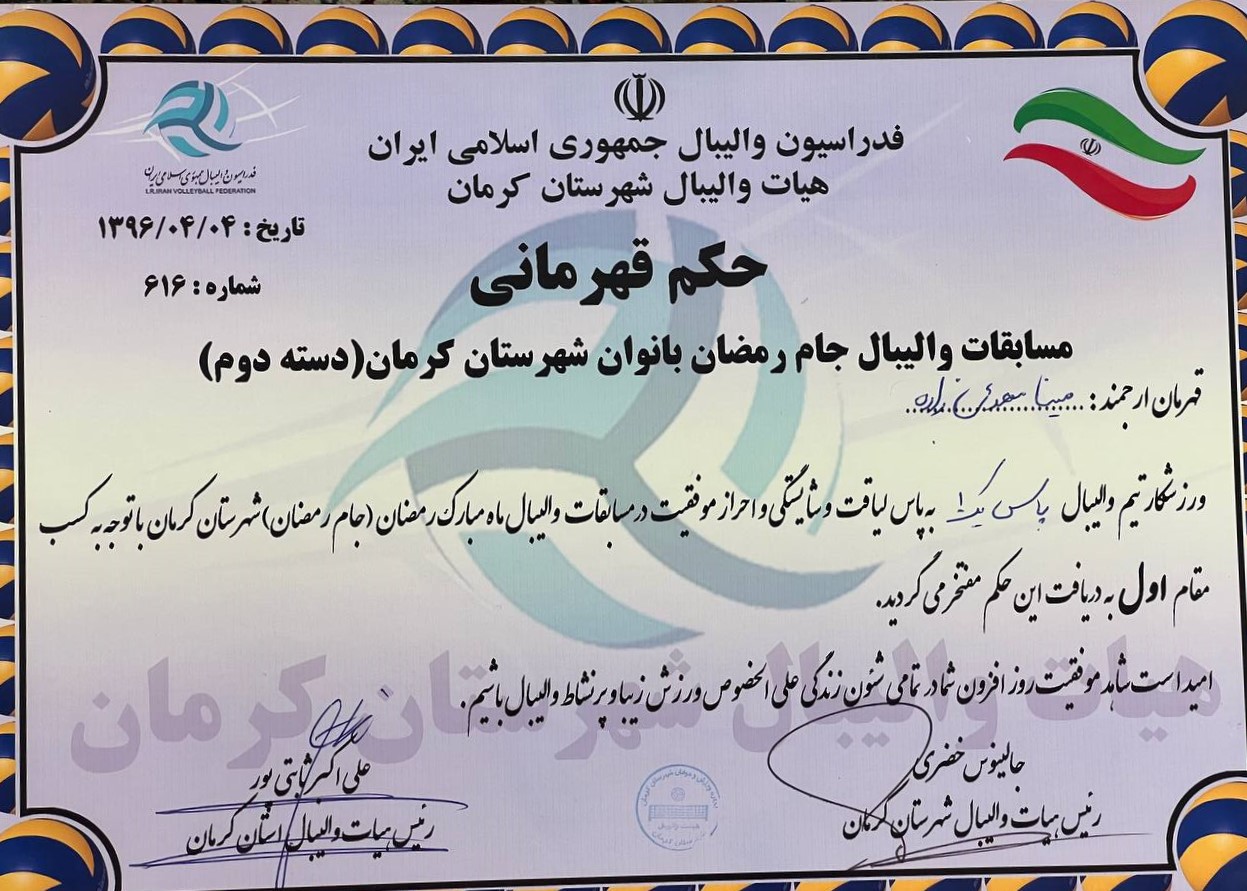 فدراسیون والیبال جمهوری اسلامی ایران
هیات والیبال شهرستان کرمان
فدراسیون والیبال جمهوری اسلامی ایران
I.R.IRAN VOLLEYBALL FEDERATION
تاریخ : ۱۳۹۶/۰۴/۰۴
شماره : ۶۱۶
حکم قهرمانی
مسابقات والیبال جام رمضان بانوان شهرستان کرمان(دسته دوم)
قهرمان ارجمند : مینا
ورزشکار تیم والیبال پاس یک به پاس لیاقت و شایستگی و احراز موفقیت در مسابقات والیبال ماه مبارک رمضان (جام رمضان) شهرستان کرمان با توجه به کسب
مقام اول به دریافت این حکم مفتخر می گردید.
امید است شاهد موفقیت روز افزون شما در تمامی شئون زندگی علی الخصوص ورزش زیبا و پر نشاط والیبال باشیم.
هیات والیبال شهرستان کرمان
جالینوس خضری
رئیس هیات والیبال شهرستان کرمان
علی اکبر ثابتی پور
رئیس هیات والیبال استان کرمان